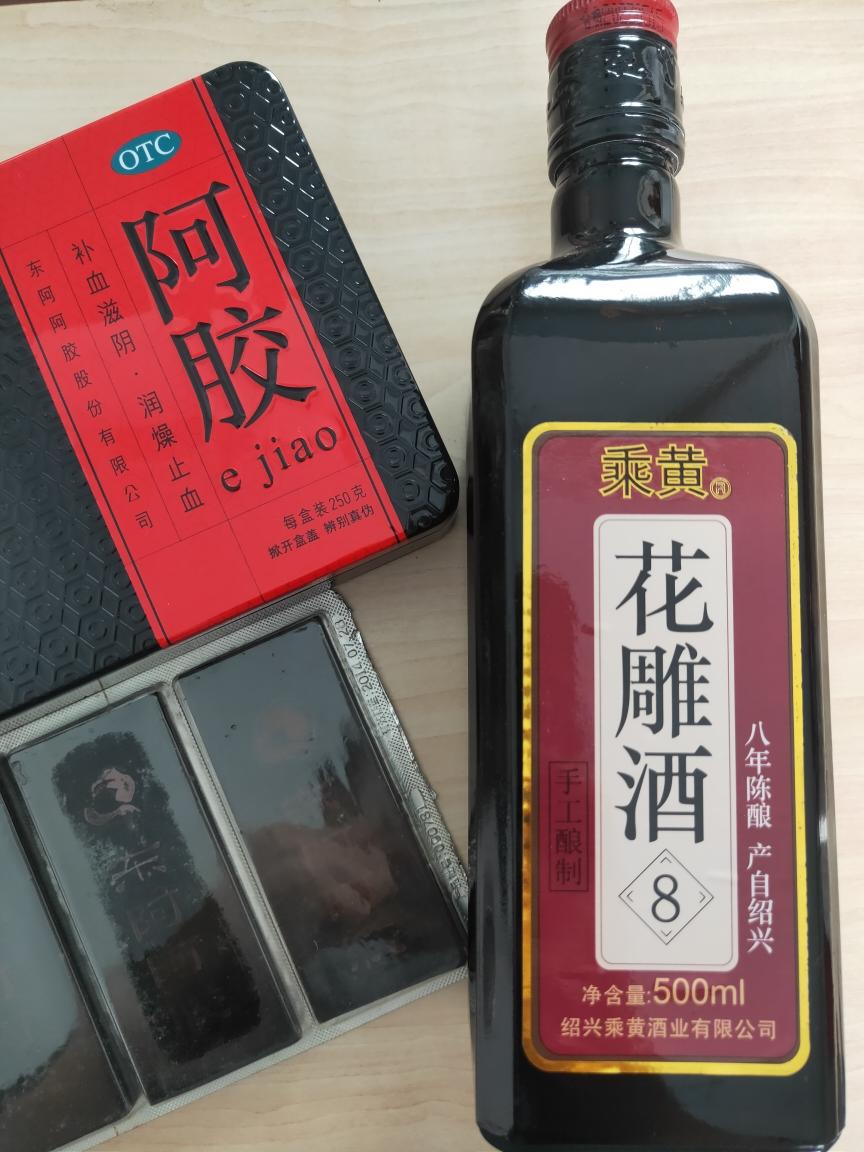 OTC
阿胶
e jiao
补血滋阴·润燥止血
东阿阿胶股份有限公司
每盒装250克
掀开盒盖 辨别真伪
东阿阿
乘黄
花雕酒
8
手工酿制
八年陈酿 产自绍兴
净含量:500ml
绍兴乘黄酒业有限公司